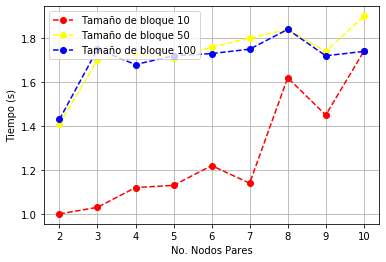 Tamaño de bloque 10
Tamaño de bloque 50
Tamaño de bloque 100
1.8
1.6
1.4
1.2
1.0
Tiempo (s)
2 3 4 5 6 7 8 9 10
No. Nodos Pares